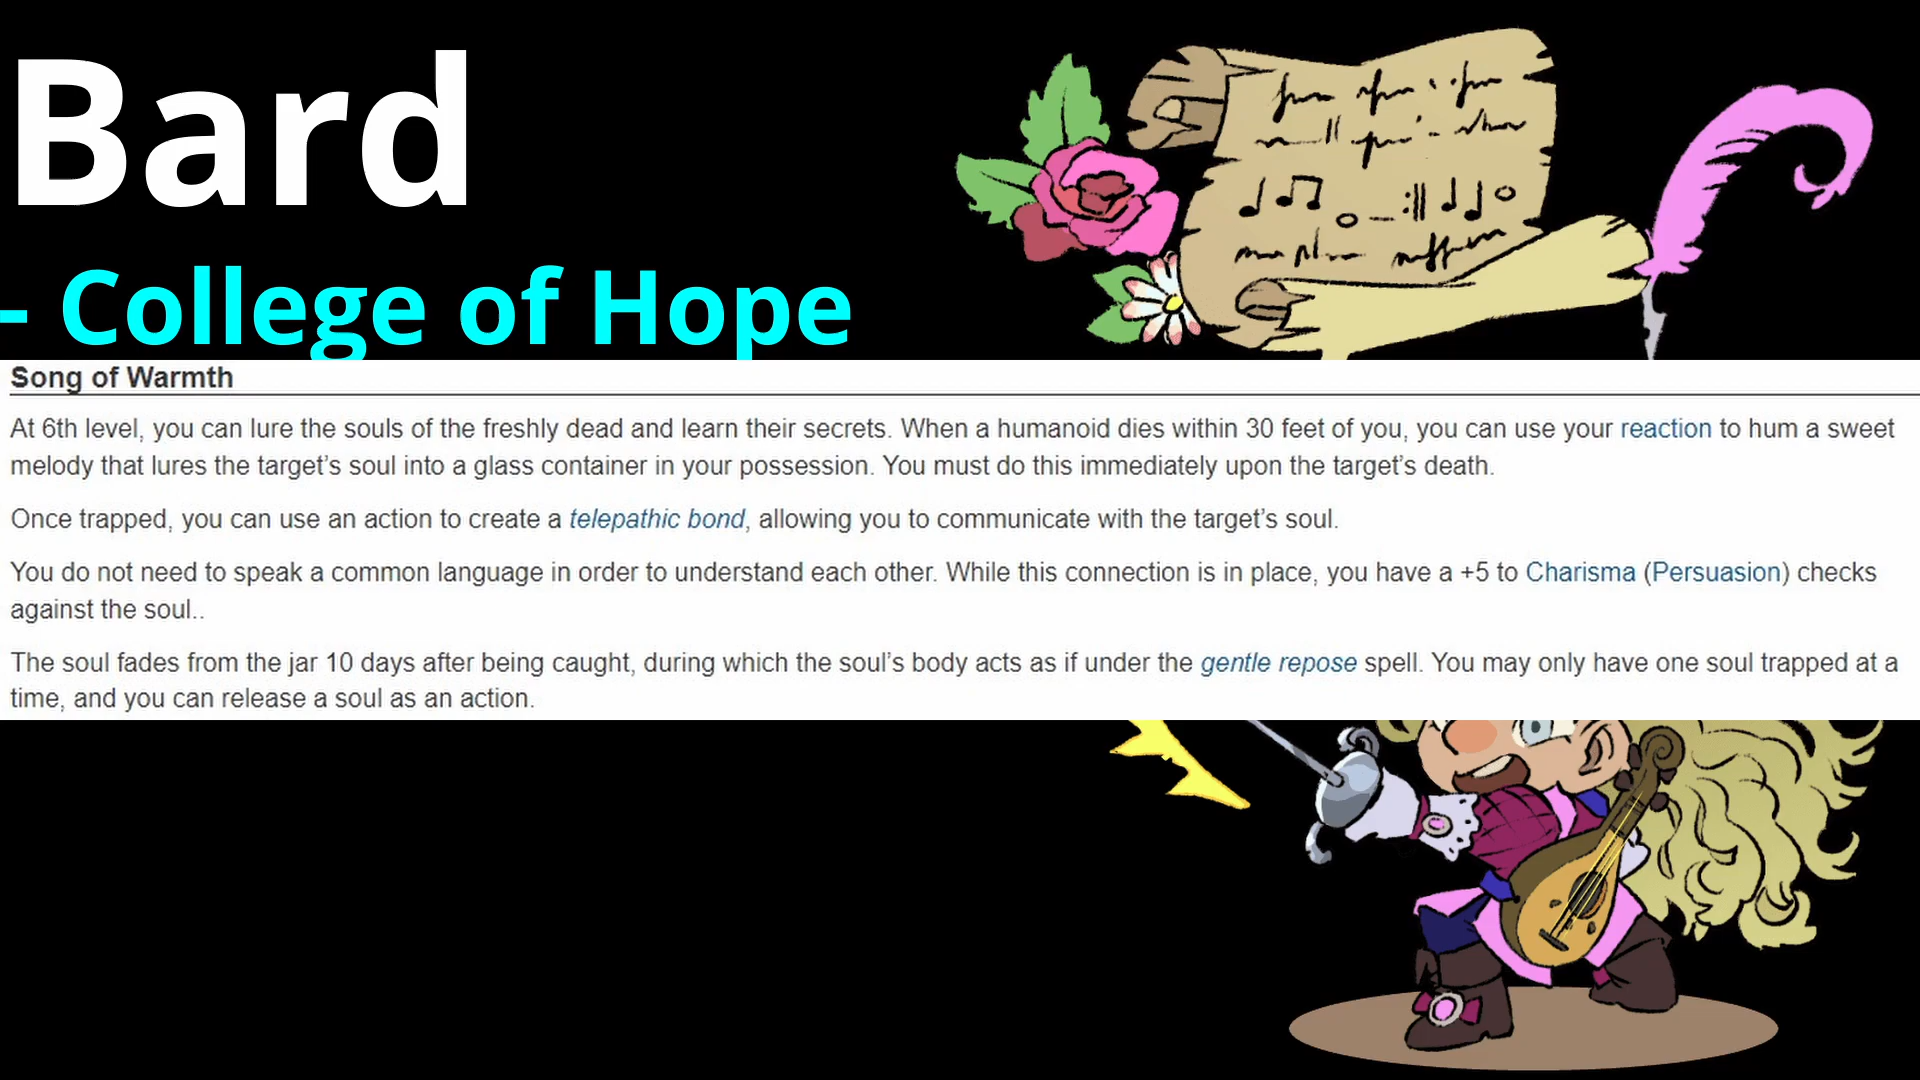 Bard
- College of Hope
Song of Warmth
At 6th level, you can lure the souls of the freshly dead and learn their secrets. When a humanoid dies within 30 feet of you, you can use your reaction to hum a sweet
melody that lures the target’s soul into a glass container in your possession. You must do this immediately upon the target’s death.
Once trapped, you can use an action to create a telepathic bond, allowing you to communicate with the target’s soul.
You do not need to speak a common language in order to understand each other. While this connection is in place, you have a +5 to Charisma (Persuasion) checks
against the soul..
The soul fades from the jar 10 days after being caught, during which the soul’s body acts as if under the gentle repose spell. You may only have one soul trapped at a
time, and you can release a soul as an action.